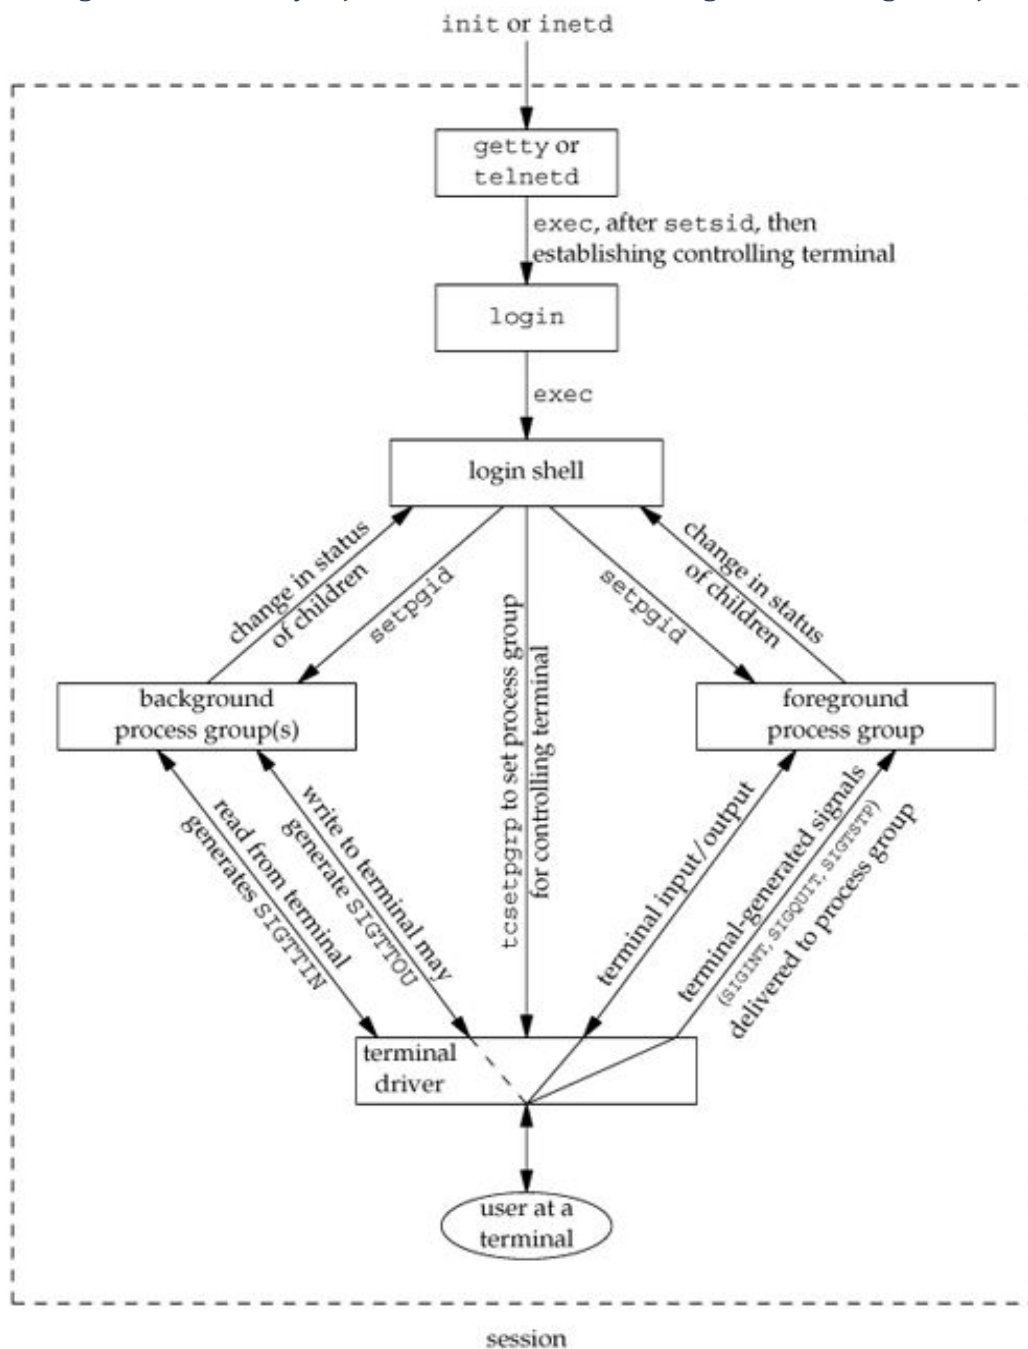 init or inetd
getty or
telnetd
exec, after setsid, then
establishing controlling terminal
login
exec
login shell
change in status
of children
setpgid
tcsetpgrp to set process group
for controlling terminal
setpgid
change in status
of children
background
process group(s)
foreground
process group
read from terminal
generates SIGTTIN
write to terminal may
generate SIGTTOU
terminal input/output
terminal-generated signals
(SIGINT, SIGQUIT, SIGTSTP)
delivered to process group
terminal
driver
user at a
terminal
session